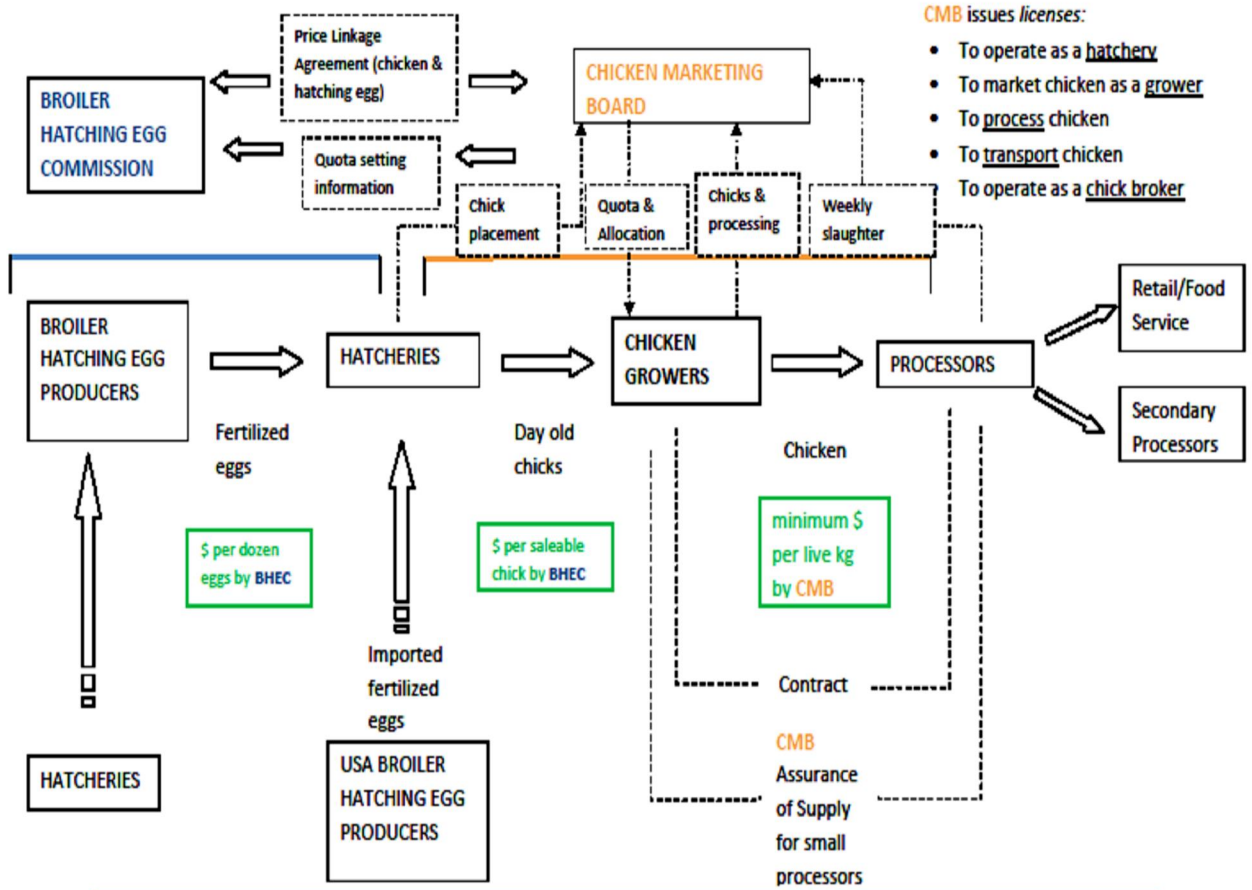 CMB issues licenses:
• To operate as a hatchery
• To market chicken as a grower
• To process chicken
• To transport chicken
To operate as a chick broker
Price Linkage
Agreement (chicken &
hatching egg)
CHICKEN MARKETING
BOARD
BROILER
HATCHING EGG
COMMISSION
Quota setting
information
Chick
placement
Quota &
Allocation
Chicks &
processing
Weekly
slaughter
BROILER
HATCHING EGG
PRODUCERS
HATCHERIES
CHICKEN
GROWERS
PROCESSORS
Retail/Food
Service
Secondary
Processors
Fertilized
eggs
Day old
chicks
Chicken
$ per dozen
eggs by BHEC
$ per saleable
chick by BHEC
minimum $
per live kg
by CMB
Imported
fertilized
eggs
Contract
HATCHERIES
USA BROILER
HATCHING EGG
PRODUCERS
CMB
Assurance
of Supply
for small
processors